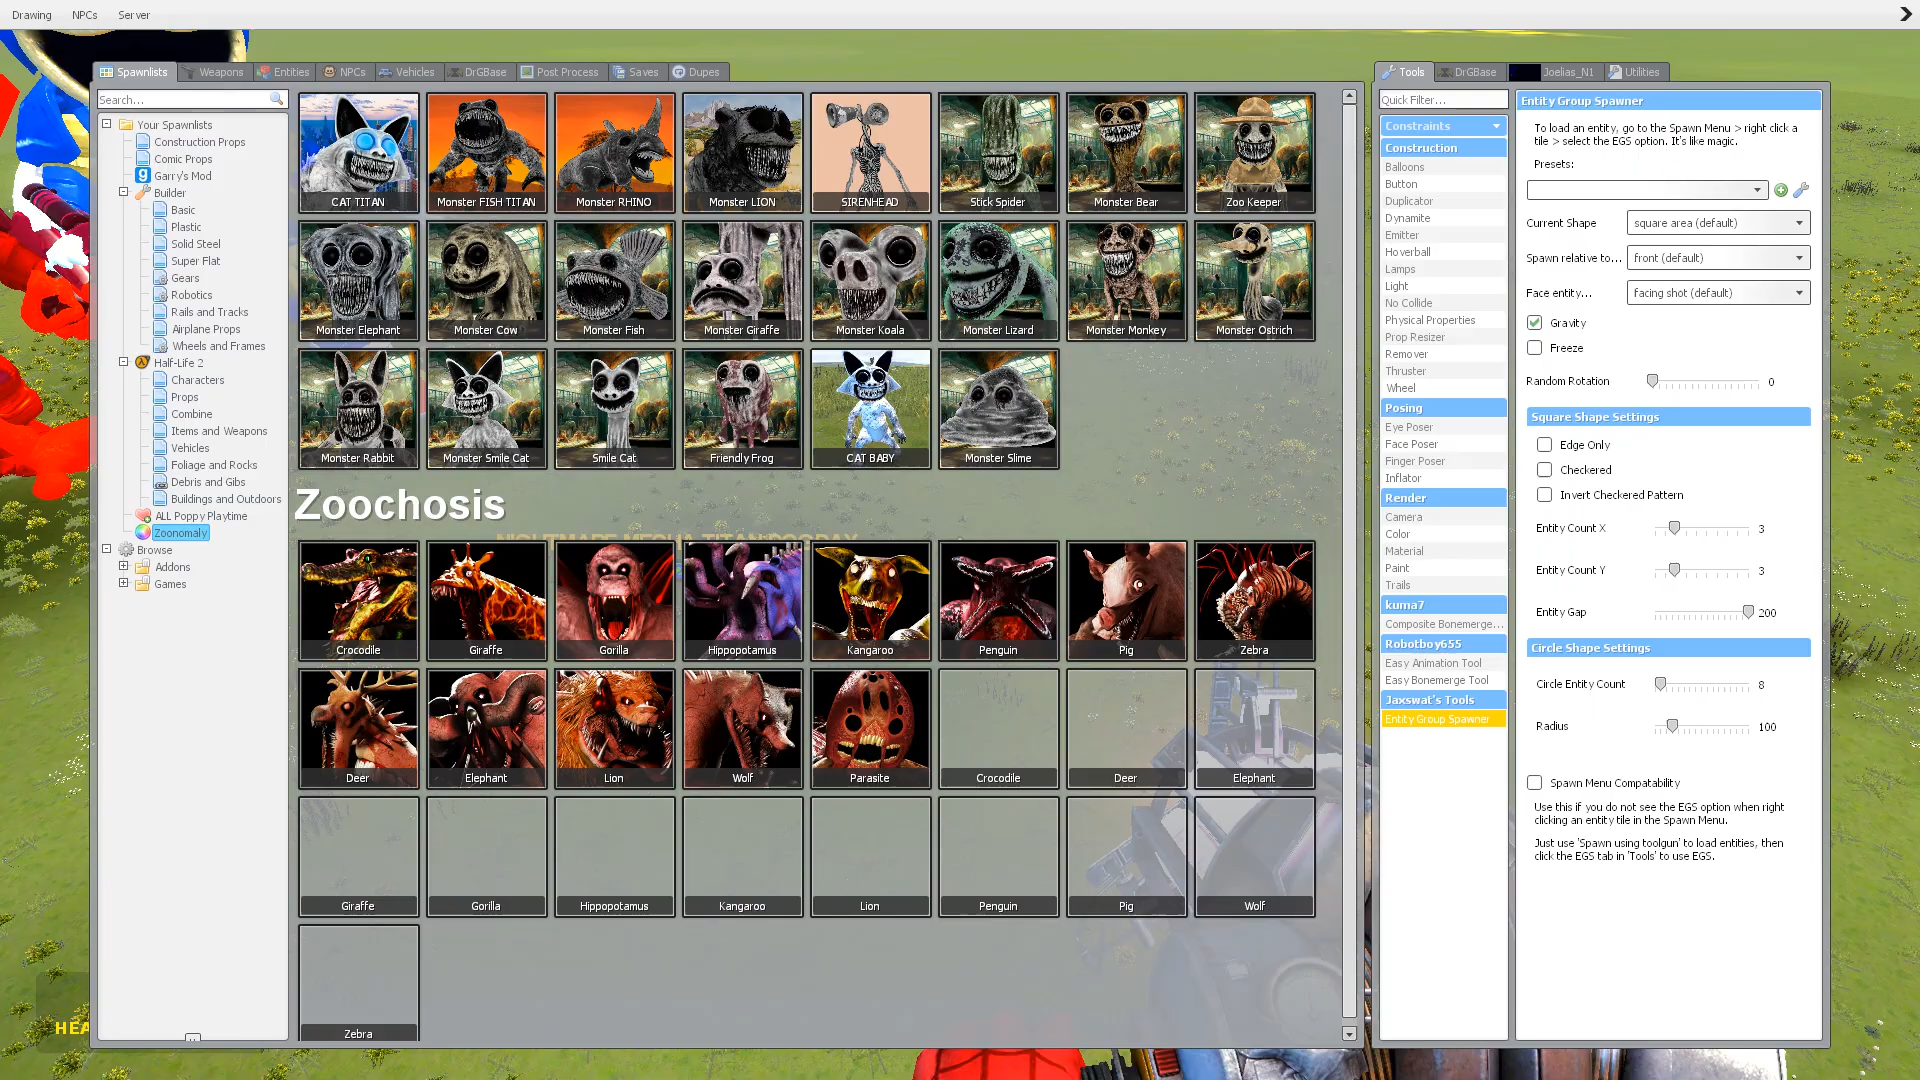 Drawing NPCs Server
Spawnlists Weapons Entities NPCs Vehicles DrGBase Post Process Saves Dupes
Search...
Your Spawnlists
Construction Props
Comic Props
Garry's Mod
Builder
Basic
Plastic
Solid Steel
Super Flat
Gears
Robotics
Rails and Tracks
Airplane Props
Wheels and Frames
Half-Life 2
Characters
Props
Combine
Items and Weapons
Vehicles
Foliage and Rocks
Debris and Gibs
Buildings and Outdoors
ALL Poppy Playtime
Zoonomaly
Browse
Addons
Games
HEA
CAT TITAN Monster FISH TITAN Monster RHINO Monster LION SIRENHEAD Stick Spider Monster Bear Zoo Keeper
Monster Elephant Monster Cow Monster Fish Monster Giraffe Monster Koala Monster Lizard Monster Monkey Monster Ostrich
Monster Rabbit Monster Smile Cat Smile Cat Friendly Frog CAT BABY Monster Slime
Zoochosis
NIGHTMARE MECHA TITAN DOGDAY
Crocodile Giraffe Gorilla Hippopotamus Kangaroo Penguin Pig Zebra
Deer Elephant Lion Wolf Parasite Crocodile Deer Elephant
Giraffe Gorilla Hippopotamus Kangaroo Lion Penguin Pig Wolf
Zebra
Tools DrGBase Joelias_N1 Utilities
Quick Filter...
Constraints
Construction
Balloons
Button
Duplicator
Dynamite
Emitter
Hoverball
Lamps
Light
No Collide
Physical Properties
Prop Resizer
Remover
Thruster
Wheel
Posing
Eye Poser
Face Poser
Finger Poser
Inflator
Render
Camera
Color
Material
Paint
Trails
kuma7
Composite Bonemerge...
Robotboy655
Easy Animation Tool
Easy Bonemerge Tool
Jaxswat's Tools
Entity Group Spawner
Entity Group Spawner
To load an entity, go to the Spawn Menu > right click a
tile > select the EGS option. It's like magic.
Presets:
Current Shape square area (default)
Spawn relative to... front (default)
Face entity... facing shot (default)
Gravity
Freeze
Random Rotation 0
Square Shape Settings
Edge Only
Checkered
Invert Checkered Pattern
Entity Count X 3
Entity Count Y 3
Entity Gap 200
Circle Shape Settings
Circle Entity Count 8
Radius 100
Spawn Menu Compatability
Use this if you do not see the EGS option when right
clicking an entity tile in the Spawn Menu.
Just use 'Spawn using toolgun' to load entities, then
click the EGS tab in 'Tools' to use EGS.